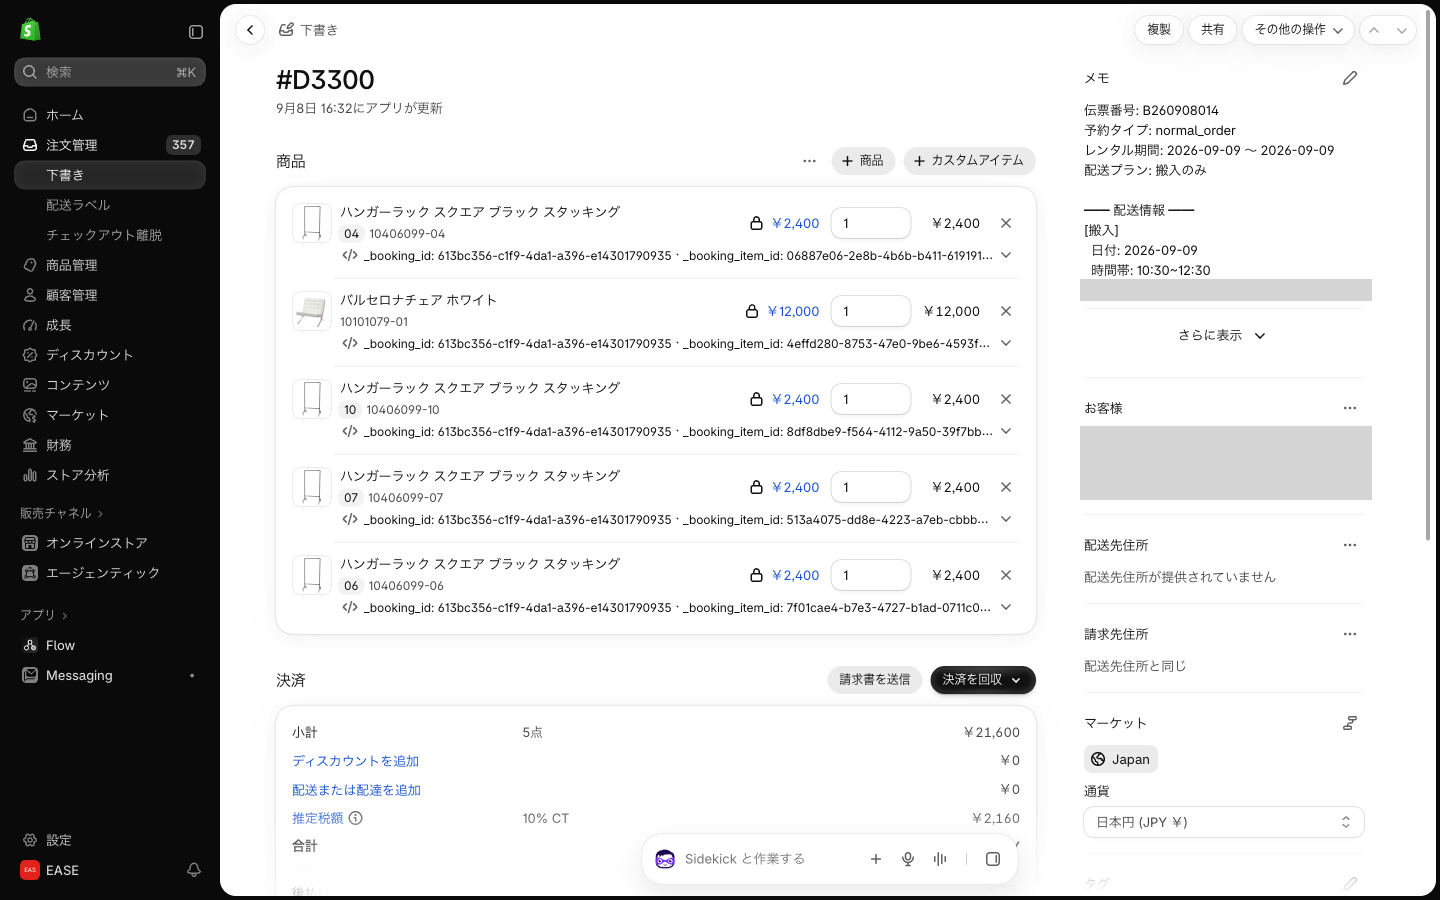 検索
⌘K
ホーム
注文管理
357
下書き
配送ラベル
チェックアウト離脱
商品管理
顧客管理
成長
ディスカウント
コンテンツ
マーケット
財務
ストア分析
販売チャネル
オンラインストア
エージェンティック
アプリ
Flow
Messaging
設定
EAS
EASE
下書き
複製
共有
その他の操作
#D3300
9月8日 16:32にアプリが更新
商品
商品
カスタムアイテム
ハンガーラック スクエア ブラック スタッキング
04 10406099-04
¥2,400
1
¥2,400
_booking_id: 613bc356-c1f9-4da1-a396-e14301790935 · _booking_item_id: 06887e06-2e8b-4b6b-b411-619191...
バルセロナチェア ホワイト
10101079-01
¥12,000
1
¥12,000
_booking_id: 613bc356-c1f9-4da1-a396-e14301790935 · _booking_item_id: 4effd280-8753-47e0-9be6-4593f...
ハンガーラック スクエア ブラック スタッキング
10 10406099-10
¥2,400
1
¥2,400
_booking_id: 613bc356-c1f9-4da1-a396-e14301790935 · _booking_item_id: 8df8dbe9-f564-4112-9a50-39f7bb...
ハンガーラック スクエア ブラック スタッキング
07 10406099-07
¥2,400
1
¥2,400
_booking_id: 613bc356-c1f9-4da1-a396-e14301790935 · _booking_item_id: 513a4075-dd8e-4223-a7eb-cbbb...
ハンガーラック スクエア ブラック スタッキング
06 10406099-06
¥2,400
1
¥2,400
_booking_id: 613bc356-c1f9-4da1-a396-e14301790935 · _booking_item_id: 7f01cae4-b7e3-4727-b1ad-0711c0...
決済
請求書を送信
決済を回収
小計 5点 ¥21,600
ディスカウントを追加 ¥0
配送または配達を追加 ¥0
推定税額 10% CT ¥2,160
合計
Sidekick と作業する
メモ
伝票番号: B260908014
予約タイプ: normal_order
レンタル期間: 2026-09-09 〜 2026-09-09
配送プラン: 搬入のみ
━━ 配送情報 ━━
[搬入]
日付: 2026-09-09
時間帯: 10:30~12:30
さらに表示
お客様
配送先住所
配送先住所が提供されていません
請求先住所
配送先住所と同じ
マーケット
Japan
通貨
日本円 (JPY ¥)
タグ